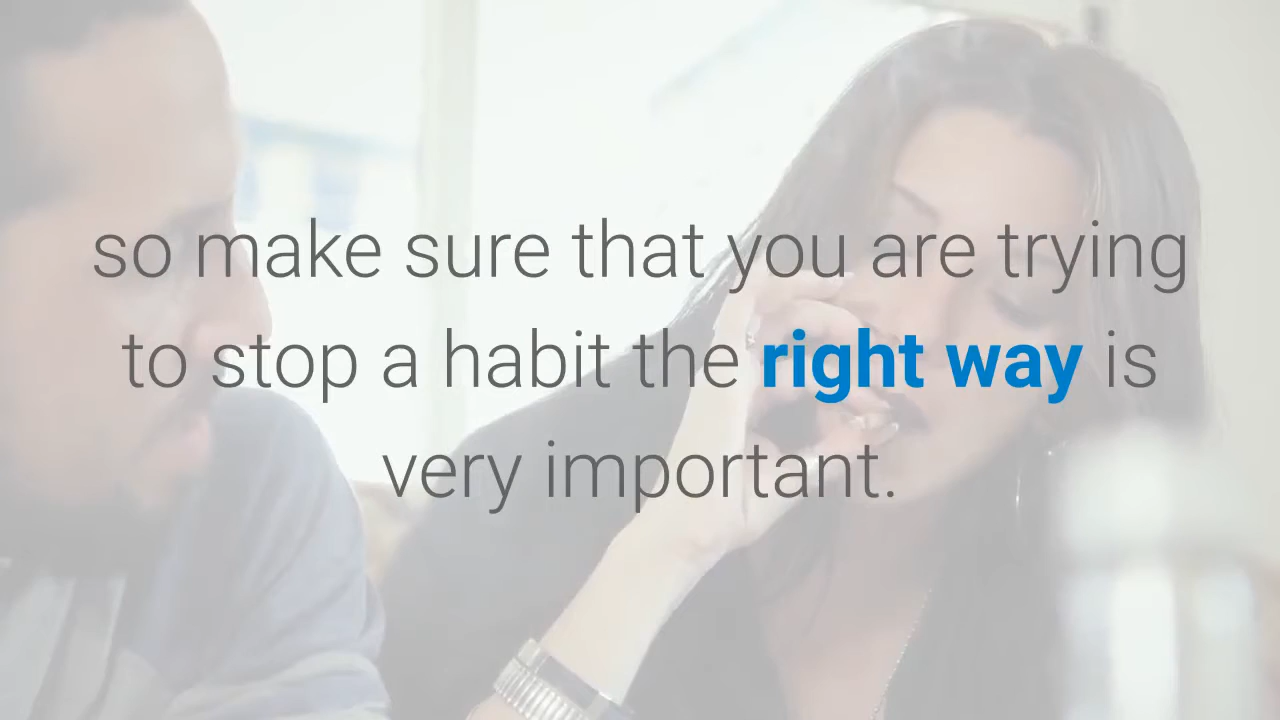 so make sure that you are trying
to stop a habit the right way is
very important.